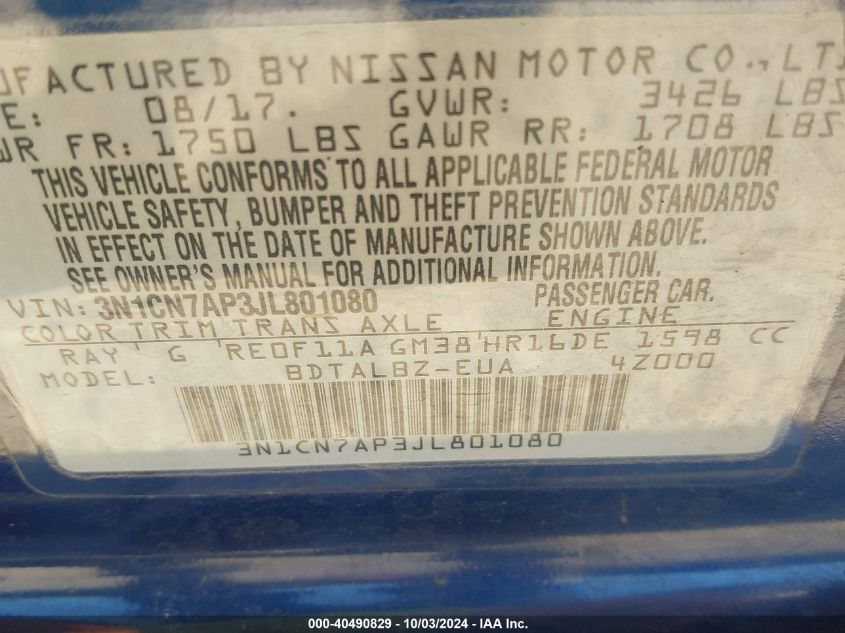 UFACTURED BY NISSAN MOTOR CO., LT
E: 08/17. GVWR: 3426 LBS
WR FR: 1750 LBS GAWR RR: 1708 LBS
THIS VEHICLE CONFORMS TO ALL APPLICABLE FEDERAL MOTOR
VEHICLE SAFETY, BUMPER AND THEFT PREVENTION STANDARDS
IN EFFECT ON THE DATE OF MANUFACTURE SHOWN ABOVE.
SEE OWNER'S MANUAL FOR ADDITIONAL INFORMATION.
VIN: 3N1CN7AP3JL801080 PASSENGER CAR.
COLOR TRIM TRANS AXLE ENGINE
RAY G RE0F11A GM38 HR16DE 1598 CC
BDTALBZ-EUA 4Z000
3N1CN7AP3JL801080
000-40490829 - 10/03/2024 - IAA Inc.